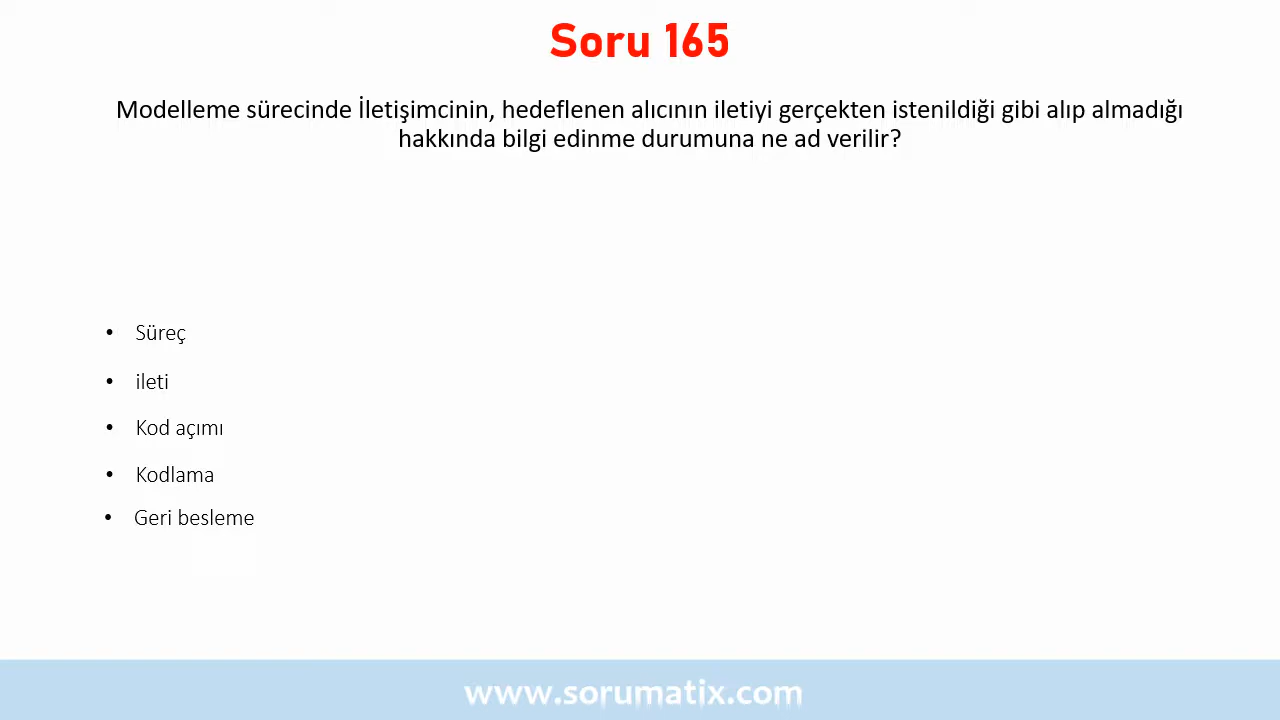 Soru 165
Modelleme sürecinde İletişimcinin, hedeflenen alıcının iletiyi gerçekten istenildiği gibi alıp almadığı
hakkında bilgi edinme durumuna ne ad verilir?
• Süreç
• ileti
• Kod açımı
• Kodlama
• Geri besleme
www.sorumatix.com